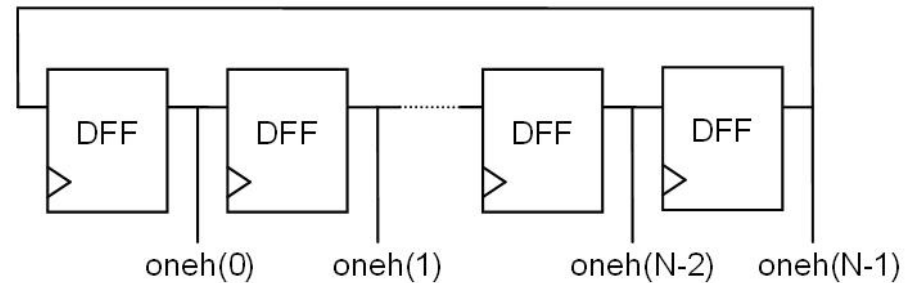 DFF DFF DFF DFF
oneh(0) oneh(1) oneh(N-2) oneh(N-1)